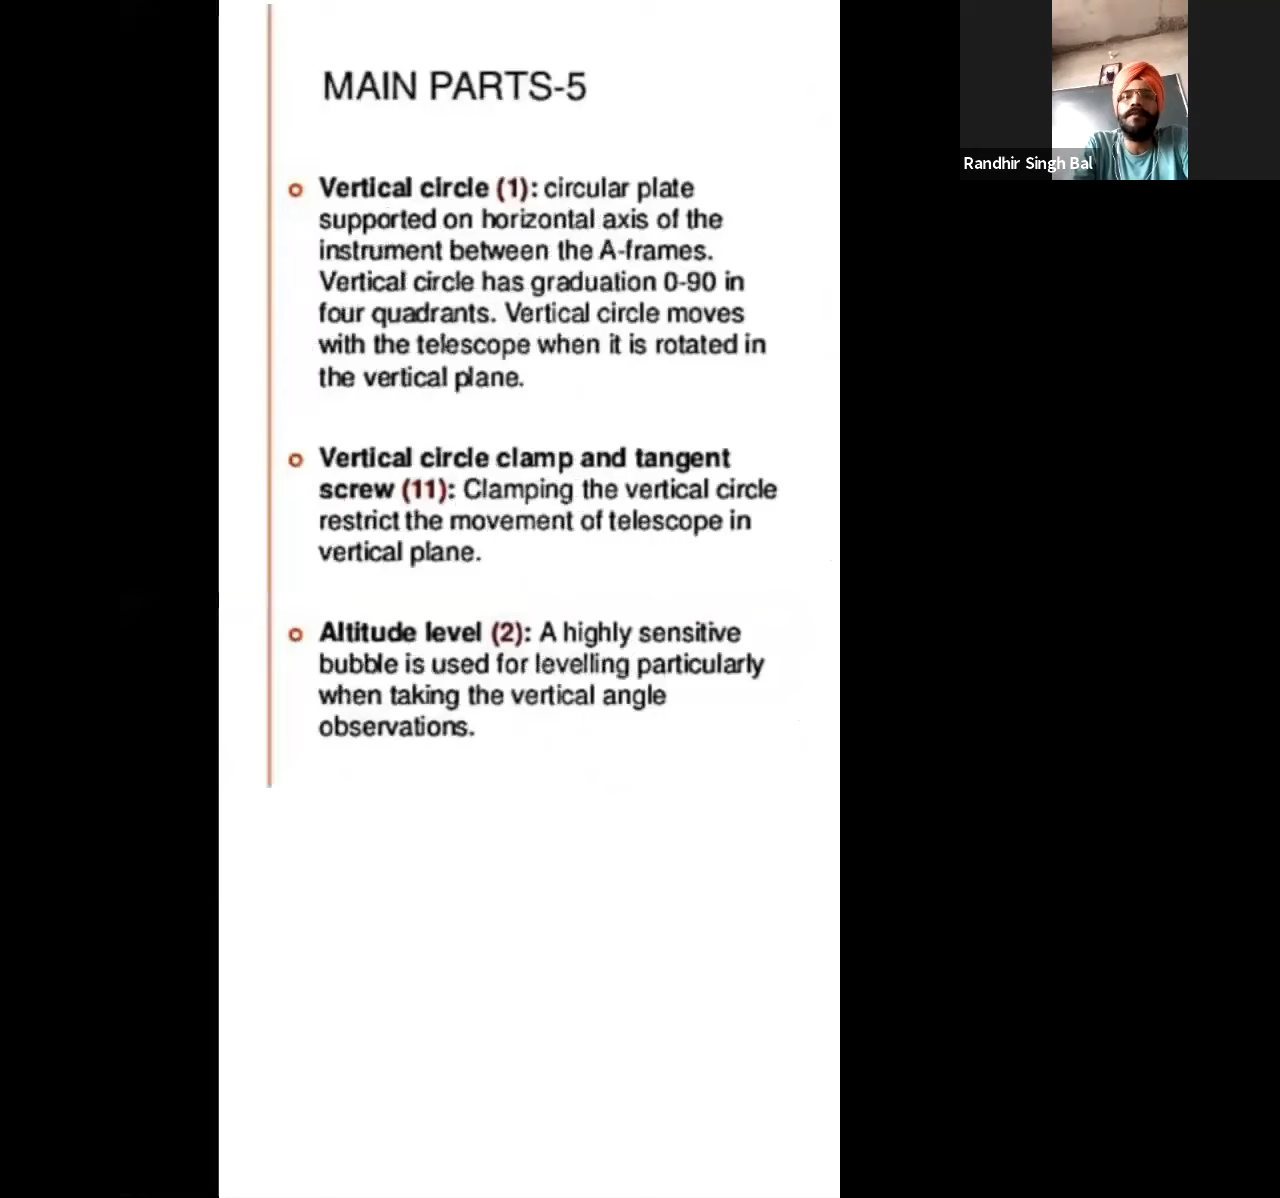 MAIN PARTS-5
Vertical circle (1): circular plate
supported on horizontal axis of the
instrument between the A-frames.
Vertical circle has graduation 0-90 in
four quadrants. Vertical circle moves
with the telescope when it is rotated in
the vertical plane.
Vertical circle clamp and tangent
screw (11): Clamping the vertical circle
restrict the movement of telescope in
vertical plane.
Altitude level (2): A highly sensitive
bubble is used for levelling particularly
when taking the vertical angle
observations.
Randhir Singh Bal